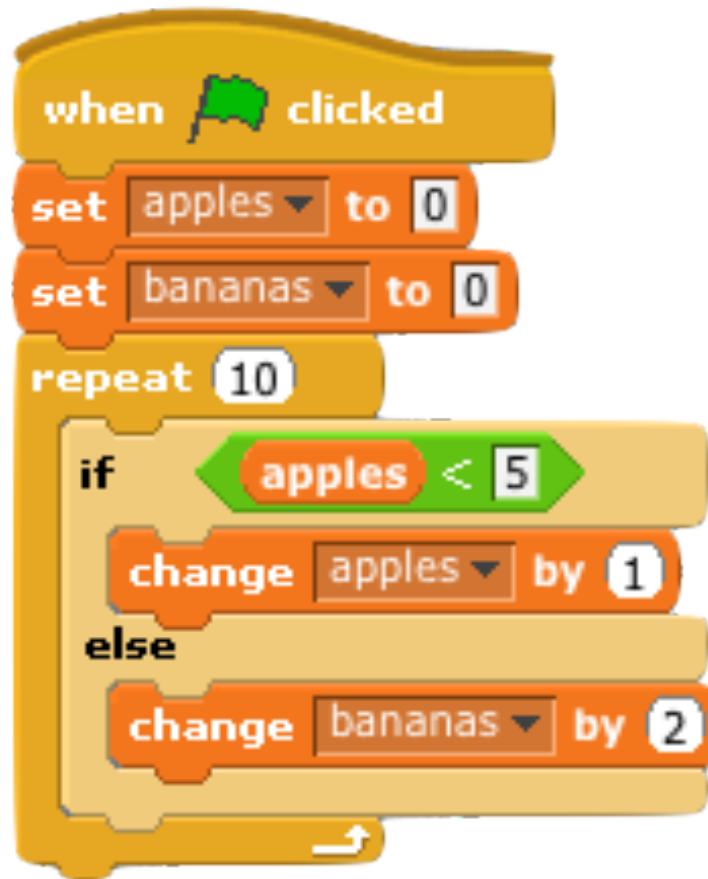 when clicked
set apples to 0
set bananas to 0
repeat 10
if apples < 5
change apples by 1
else
change bananas by 2